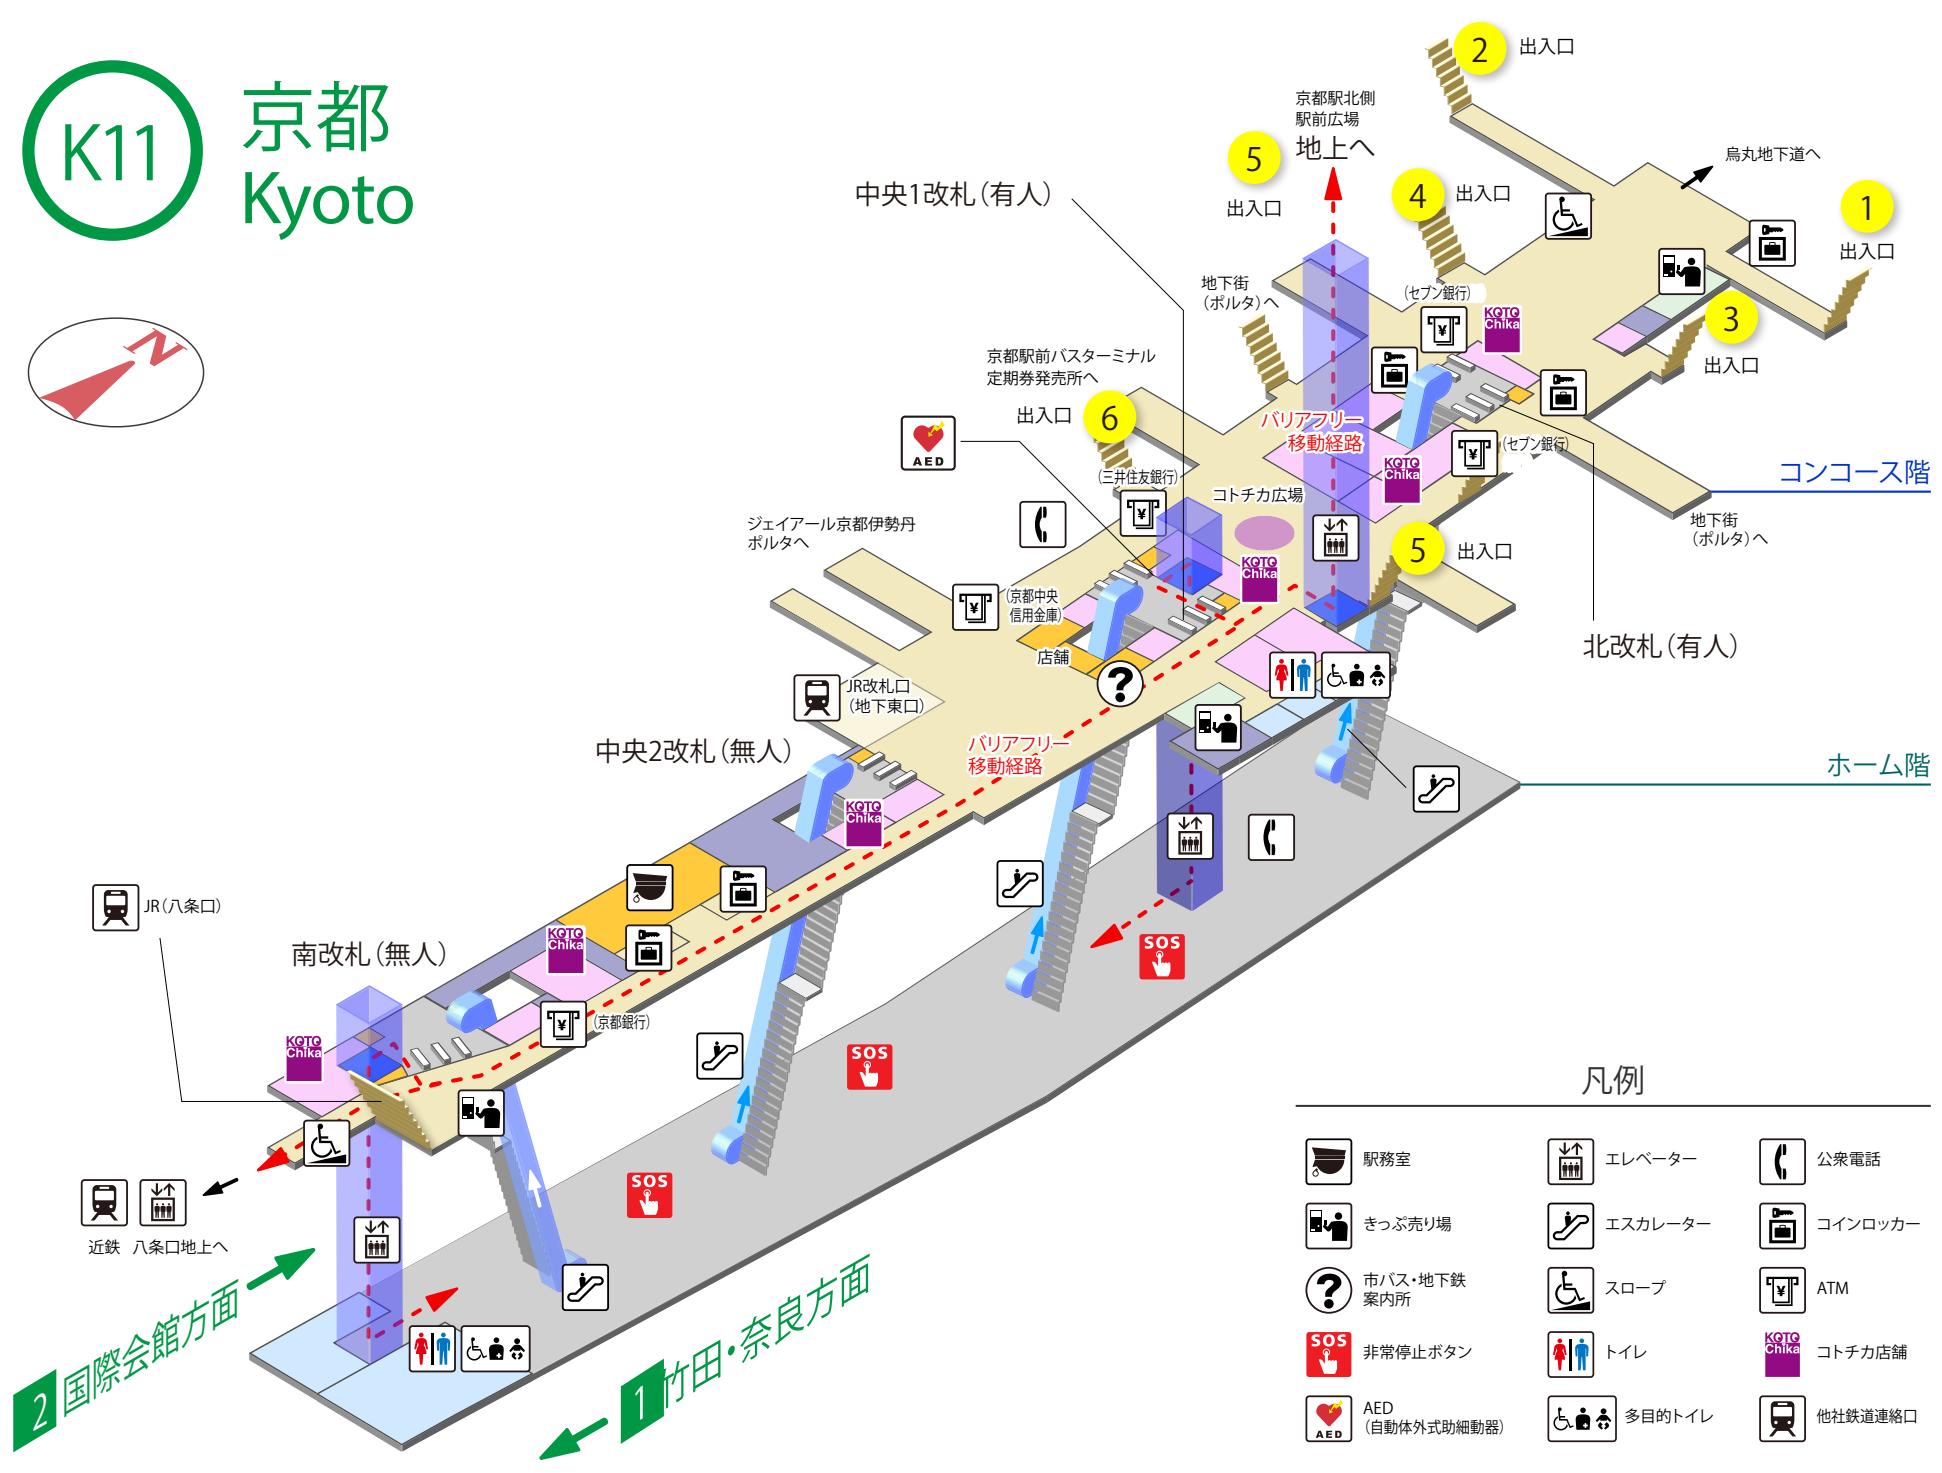 K11
京都
Kyoto
N
2
出入口
京都駅北側
駅前広場
地上へ
5
出入口
4
出入口
烏丸地下道へ
1
出入口
中央1改札（有人）
地下街
（ポルタ）へ
（セブン銀行）
KOTO
Chika
3
出入口
京都駅前バスターミナル
定期券発売所へ
出入口
6
AED
バリアフリー
移動経路
（セブン銀行）
KOTO
Chika
コンコース階
（三井住友銀行）
コトチカ広場
地下街
（ポルタ）へ
ジェイアール京都伊勢丹
ポルタへ
5
出入口
KOTO
Chika
（京都中央
信用金庫）
店舗
北改札（有人）
?
JR改札口
（地下東口）
中央2改札（無人）
バリアフリー
移動経路
ホーム階
KOTO
Chika
JR（八条口）
南改札（無人）
KOTO
Chika
SOS
（京都銀行）
KOTO
Chika
SOS
SOS
近鉄
八条口地上へ
2
国際会館方面
1
竹田・奈良方面
凡例
駅務室
エレベーター
公衆電話
きっぷ売り場
エスカレーター
コインロッカー
?
市バス・地下鉄
案内所
スロープ
¥
ATM
SOS
非常停止ボタン
トイレ
KOTO
Chika
コトチカ店舗
AED
AED
（自動体外式助細動器）
多目的トイレ
他社鉄道連絡口